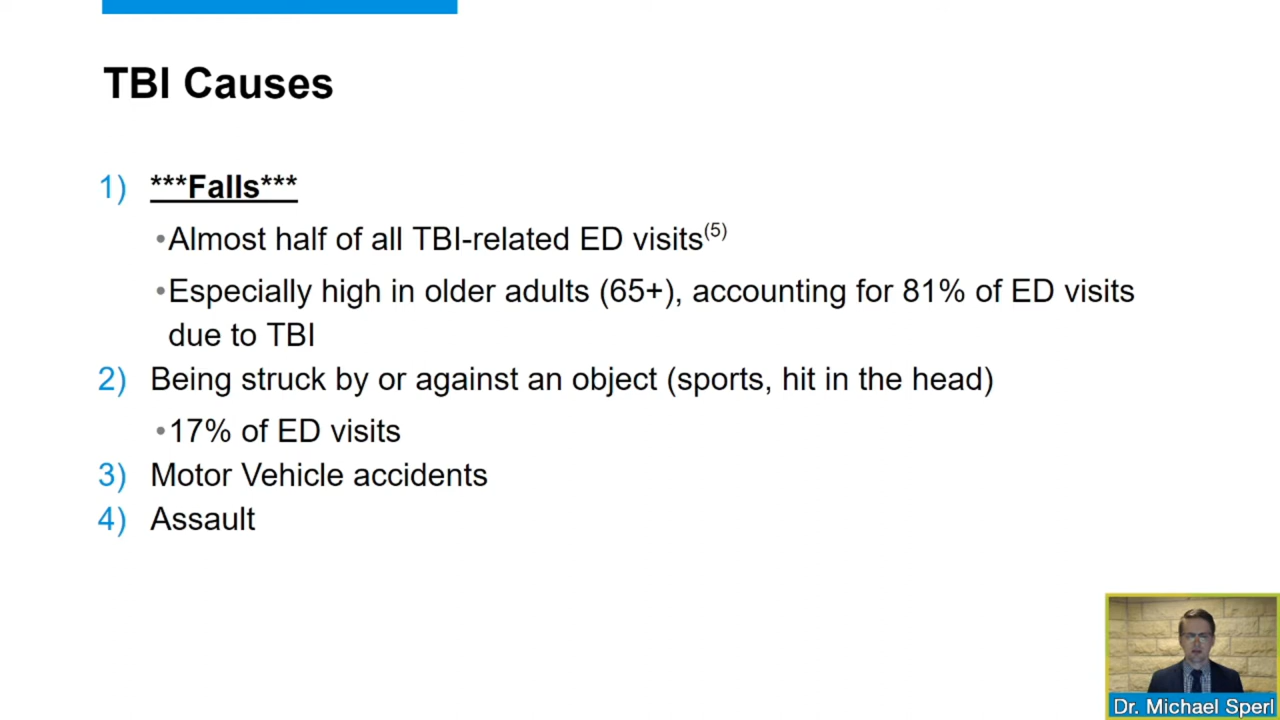 TBI Causes
1) ***Falls***
•Almost half of all TBI-related ED visits(5)
•Especially high in older adults (65+), accounting for 81% of ED visits
due to TBI
2) Being struck by or against an object (sports, hit in the head)
•17% of ED visits
3) Motor Vehicle accidents
4) Assault
Dr. Michael Sperl